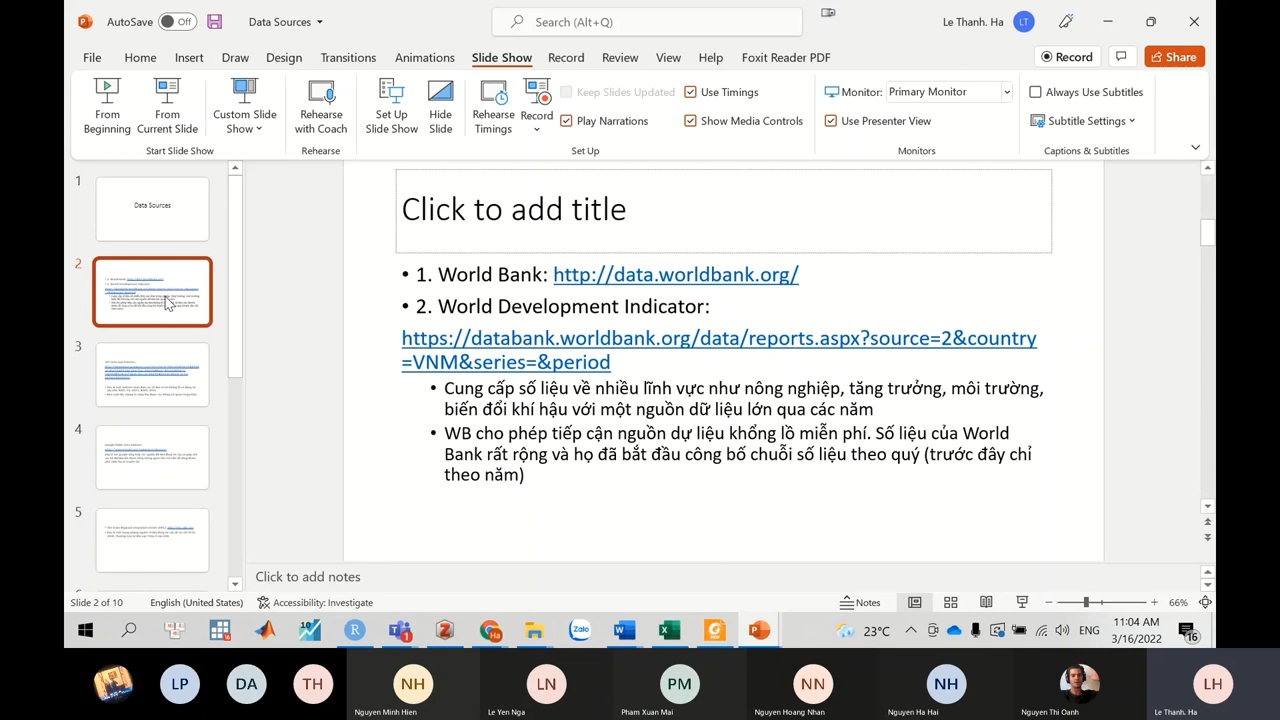 AutoSave Off Data Sources Search (Alt+Q) Le Thanh. Ha LT
File Home Insert Draw Design Transitions Animations Slide Show Record Review View Help Foxit Reader PDF Record Share
From Beginning
From Current Slide
Custom Slide Show
Start Slide Show
Rehearse with Coach
Rehearse
Set Up Slide Show
Hide Slide
Rehearse Timings
Record
Keep Slides Updated
Play Narrations
Use Timings
Show Media Controls
Set Up
Monitor: Primary Monitor
Use Presenter View
Monitors
Always Use Subtitles
Subtitle Settings
Captions & Subtitles
1
Data Sources
2
3
4
5
Click to add title
• 1. World Bank: http://data.worldbank.org/
• 2. World Development Indicator:
https://databank.worldbank.org/data/reports.aspx?source=2&country
=VNM&series=&period
• Cung cấp số liệu về nhiều lĩnh vực như nông nghiệp, tăng trưởng, môi trường,
biến đổi khí hậu với một nguồn dữ liệu lớn qua các năm
• WB cho phép tiếp cận nguồn dự liệu khổng lồ miễn phí. Số liệu của World
Bank rất rộng và họ đã bắt đầu công bố chuỗi số liệu theo quý (trước đây chỉ
theo năm)
Click to add notes
Slide 2 of 10 English (United States) Accessibility: Investigate Notes 66%
23°C ENG 11:04 AM
3/16/2022 16
LP DA TH NH LN PM NN NH LH
Nguyen Minh Hien Le Yen Nga Pham Xuan Mai Nguyen Hoang Nhan Nguyen Ha Hai Nguyen Thi Oanh Le Thanh. Ha